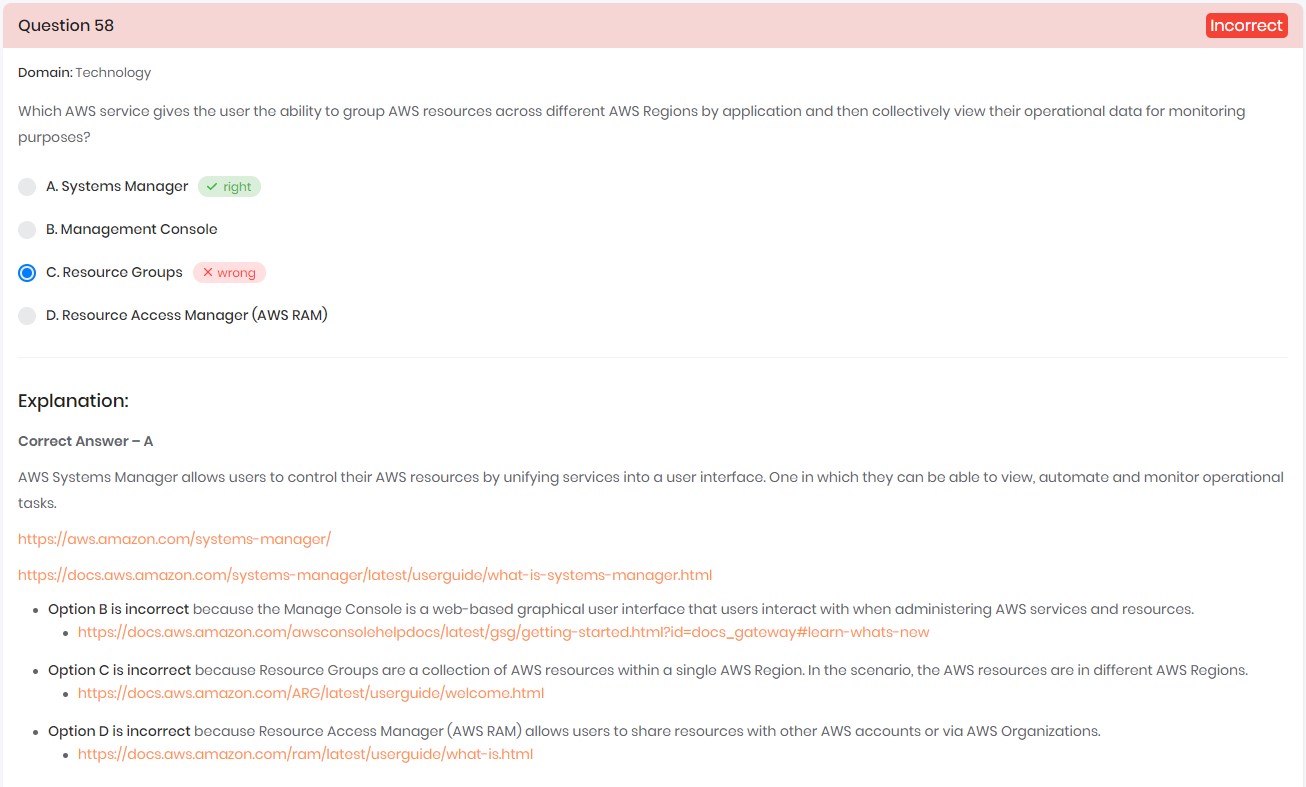 Question 58
Incorrect
Domain: Technology
Which AWS service gives the user the ability to group AWS resources across different AWS Regions by application and then collectively view their operational data for monitoring
purposes?
A. Systems Manager right
B. Management Console
C. Resource Groups wrong
D. Resource Access Manager (AWS RAM)
Explanation:
Correct Answer – A
AWS Systems Manager allows users to control their AWS resources by unifying services into a user interface. One in which they can be able to view, automate and monitor operational
tasks.
https://aws.amazon.com/systems-manager/
https://docs.aws.amazon.com/systems-manager/latest/userguide/what-is-systems-manager.html
Option B is incorrect because the Manage Console is a web-based graphical user interface that users interact with when administering AWS services and resources.
https://docs.aws.amazon.com/awsconsolehelpdocs/latest/gsg/getting-started.html?id=docs_gateway#learn-whats-new
Option C is incorrect because Resource Groups are a collection of AWS resources within a single AWS Region. In the scenario, the AWS resources are in different AWS Regions.
https://docs.aws.amazon.com/ARG/latest/userguide/welcome.html
Option D is incorrect because Resource Access Manager (AWS RAM) allows users to share resources with other AWS accounts or via AWS Organizations.
https://docs.aws.amazon.com/ram/latest/userguide/what-is.html